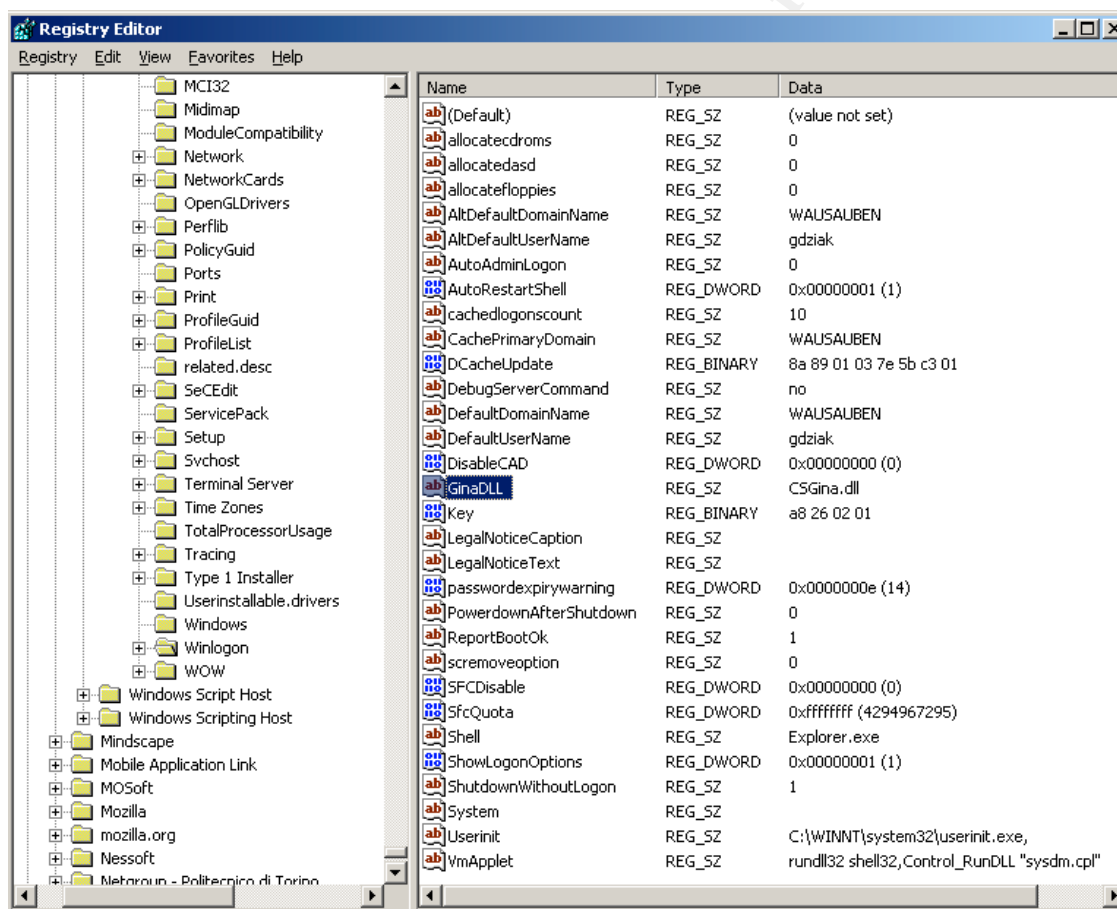 Registry Editor
Registry Edit View Favorites Help
MCI32
Midimap
ModuleCompatibility
Network
NetworkCards
OpenGLDrivers
Perflib
PolicyGuid
Ports
Print
ProfileGuid
ProfileList
related.desc
SeCEdit
ServicePack
Setup
Svchost
Terminal Server
Time Zones
TotalProcessorUsage
Tracing
Type 1 Installer
Userinstallable.drivers
Windows
Winlogon
WOW
Windows Script Host
Windows Scripting Host
Mindscape
Mobile Application Link
MOSoft
Mozilla
mozilla.org
Nessoft
Netgroup - Politecnico di Torino
Name Type Data
(Default) REG_SZ (value not set)
allocatecdroms REG_SZ 0
allocatedasd REG_SZ 0
allocatefloppies REG_SZ 0
AltDefaultDomainName REG_SZ WAUSAUBEN
AltDefaultUserName REG_SZ gdziak
AutoAdminLogon REG_SZ 0
AutoRestartShell REG_DWORD 0x00000001 (1)
cachedlogonscount REG_SZ 10
CachePrimaryDomain REG_SZ WAUSAUBEN
DCacheUpdate REG_BINARY 8a 89 01 03 7e 5b c3 01
DebugServerCommand REG_SZ no
DefaultDomainName REG_SZ WAUSAUBEN
DefaultUserName REG_SZ gdziak
DisableCAD REG_DWORD 0x00000000 (0)
GinaDLL REG_SZ CSGina.dll
Key REG_BINARY a8 26 02 01
LegalNoticeCaption REG_SZ
LegalNoticeText REG_SZ
passwordexpirywarning REG_DWORD 0x0000000e (14)
PowerdownAfterShutdown REG_SZ 0
ReportBootOk REG_SZ 1
scremoveoption REG_SZ 0
SFCDisable REG_DWORD 0x00000000 (0)
SfcQuota REG_DWORD 0xffffffff (4294967295)
Shell REG_SZ Explorer.exe
ShowLogonOptions REG_DWORD 0x00000001 (1)
ShutdownWithoutLogon REG_SZ 1
System REG_SZ
Userinit REG_SZ C:\WINNT\system32\userinit.exe,
VmApplet REG_SZ rundll32 shell32,Control_RunDLL "sysdm.cpl"